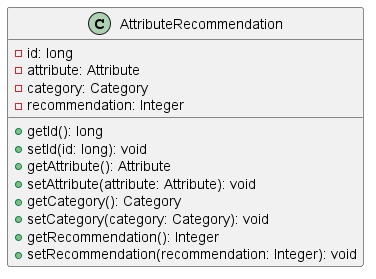 C AttributeRecommendation
id: long
attribute: Attribute
category: Category
recommendation: Integer
getId(): long
setId(id: long): void
getAttribute(): Attribute
setAttribute(attribute: Attribute): void
getCategory(): Category
setCategory(category: Category): void
getRecommendation(): Integer
setRecommendation(recommendation: Integer): void